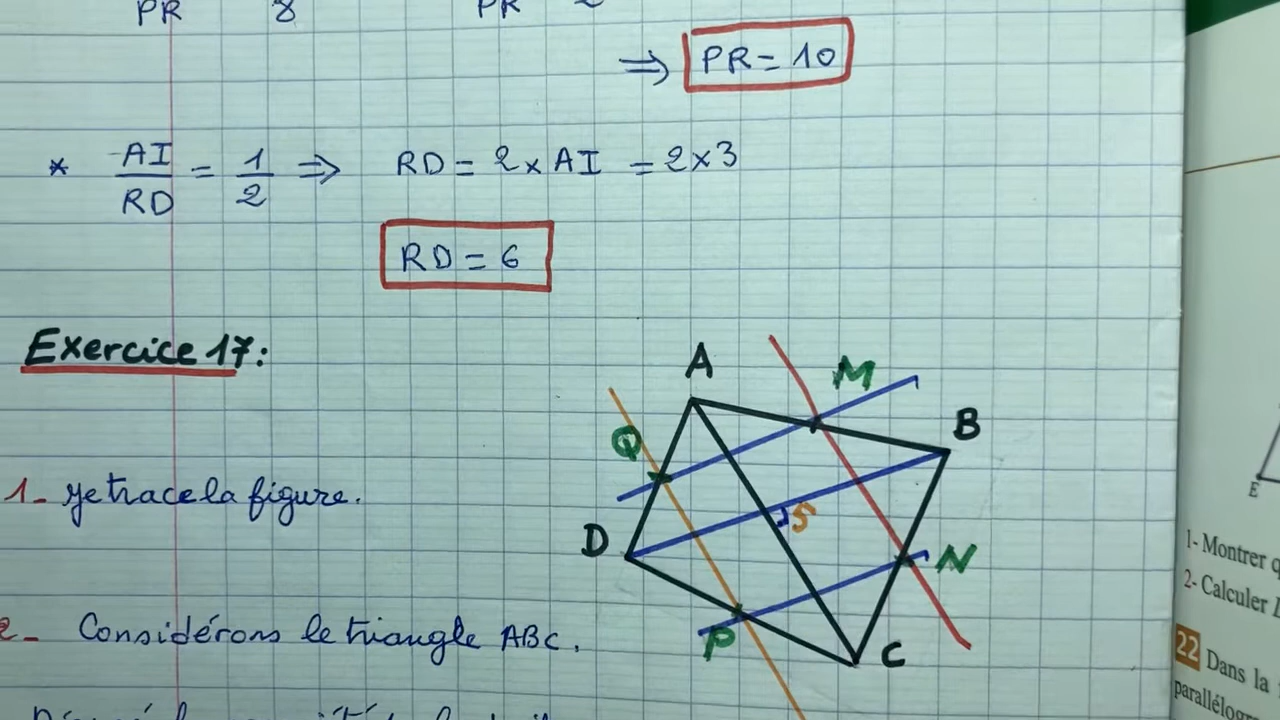 PR 8 PR
⇒ PR = 10
* AI/RD = 1/2 ⇒ RD = 2 × AI = 2 × 3
RD = 6
Exercice 17:
A
M
B
Q
1- Je trace la figure.
S
D
N
2- Considérons le triangle ABC.
P
C
E
1- Montrer
2- Calculer
22 Dans la